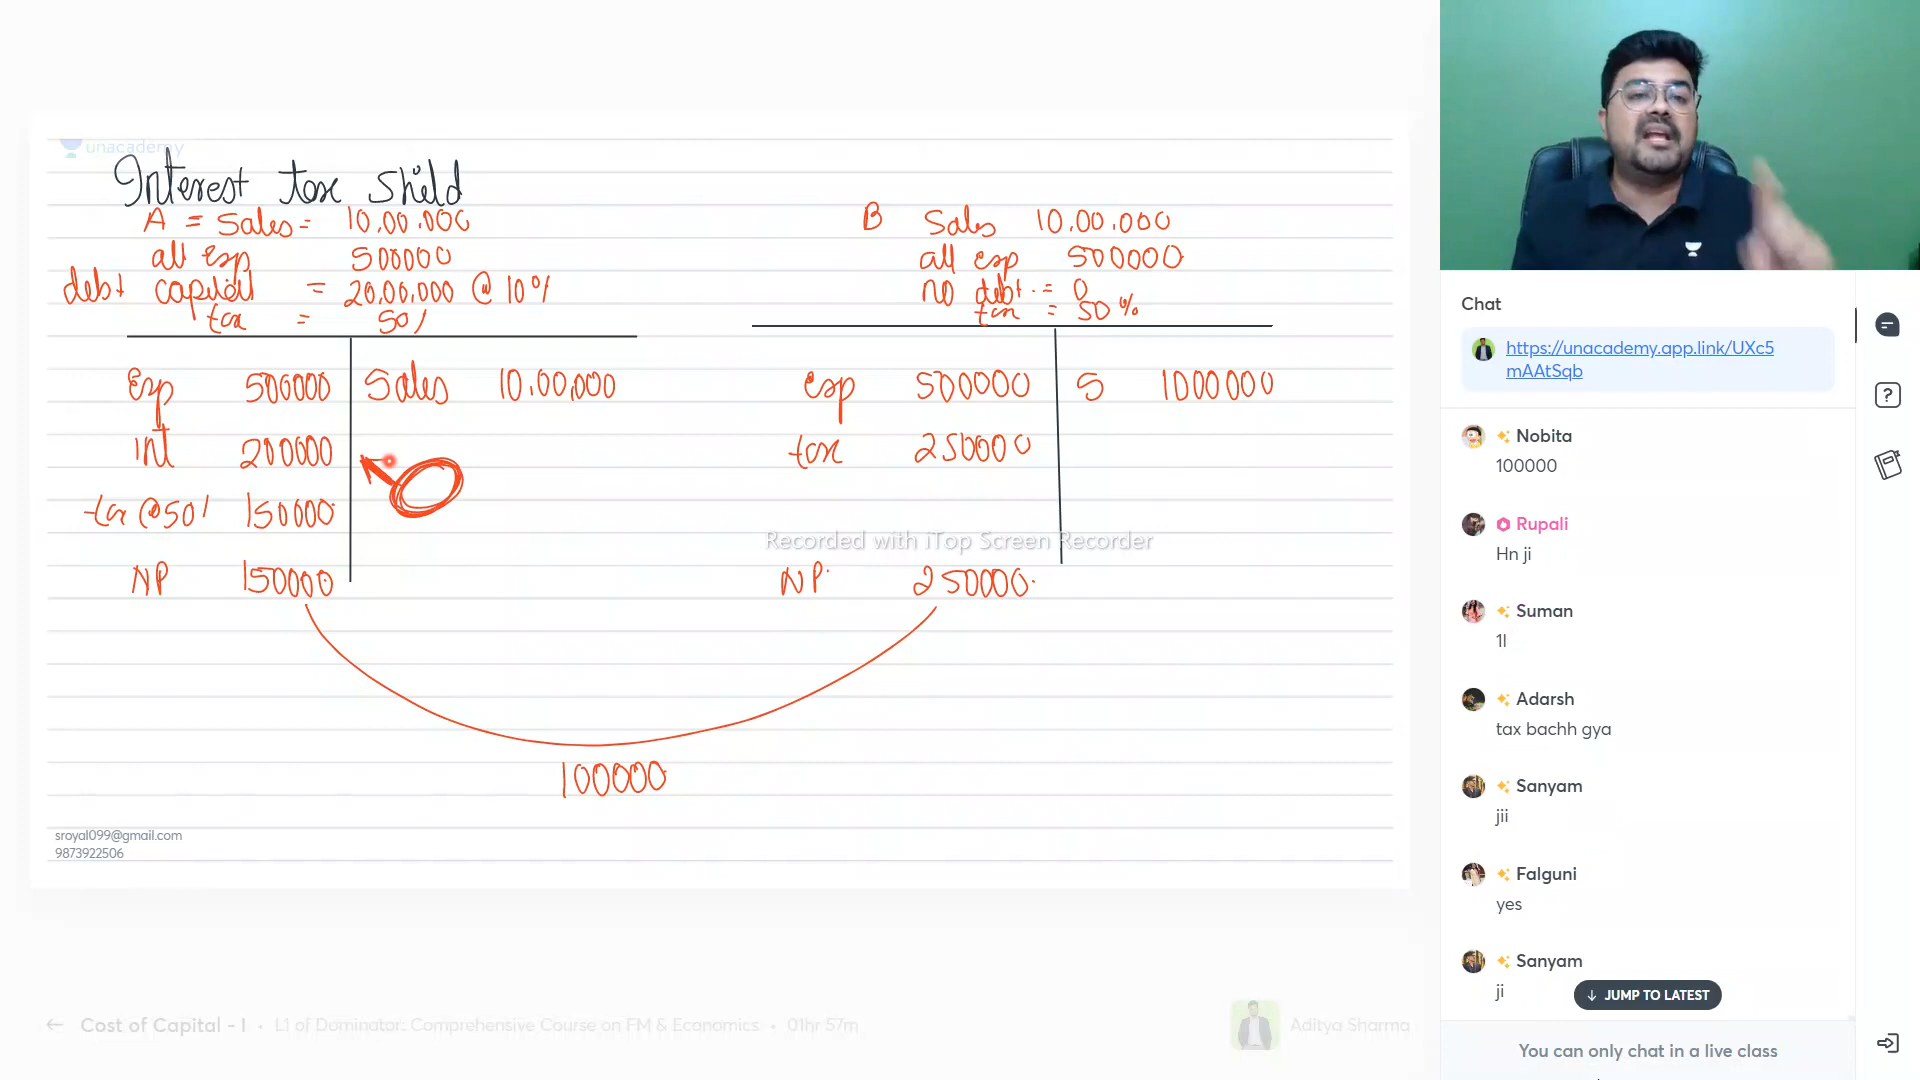 unacademy
Interest tax Shild
A = Sales = 10,00,000
all exp 500000
debt capital = 20,00,000 @ 10%
tax = 50%
B Sales 10,00,000
all exp 500000
no debt = 0
tax = 50%
Exp 500000 Sales 10,00,000
Int 200000
tax @ 50% 150000
NP 150000
exp 500000 S 1000000
tax 250000
NP 250000
100000
Recorded with iTop Screen Recorder
sroyal099@gmail.com
9873922506
← Cost of Capital - I • L1 of Dominator: Comprehensive Course on FM & Economics • 01hr 57m
Aditya Sharma
Chat
https://unacademy.app.link/UXc5
mAAtSqb
Nobita
100000
Rupali
Hn ji
Suman
1l
Adarsh
tax bachh gya
Sanyam
jii
Falguni
yes
Sanyam
ji
↓ JUMP TO LATEST
You can only chat in a live class